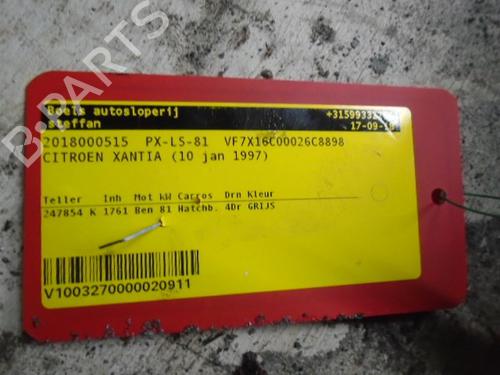 B-PARTS
Boels autosloperij
steffan
17-09-
2018000515 PX-LS-81 VF7X16C00026C8898
CITROEN XANTIA (10 jan 1997)
Teller Inh Mot kW Carros Drn Kleur
247854 K 1761 Ben 81 Hatchb. 4Dr GRIJS
V1003270000020911